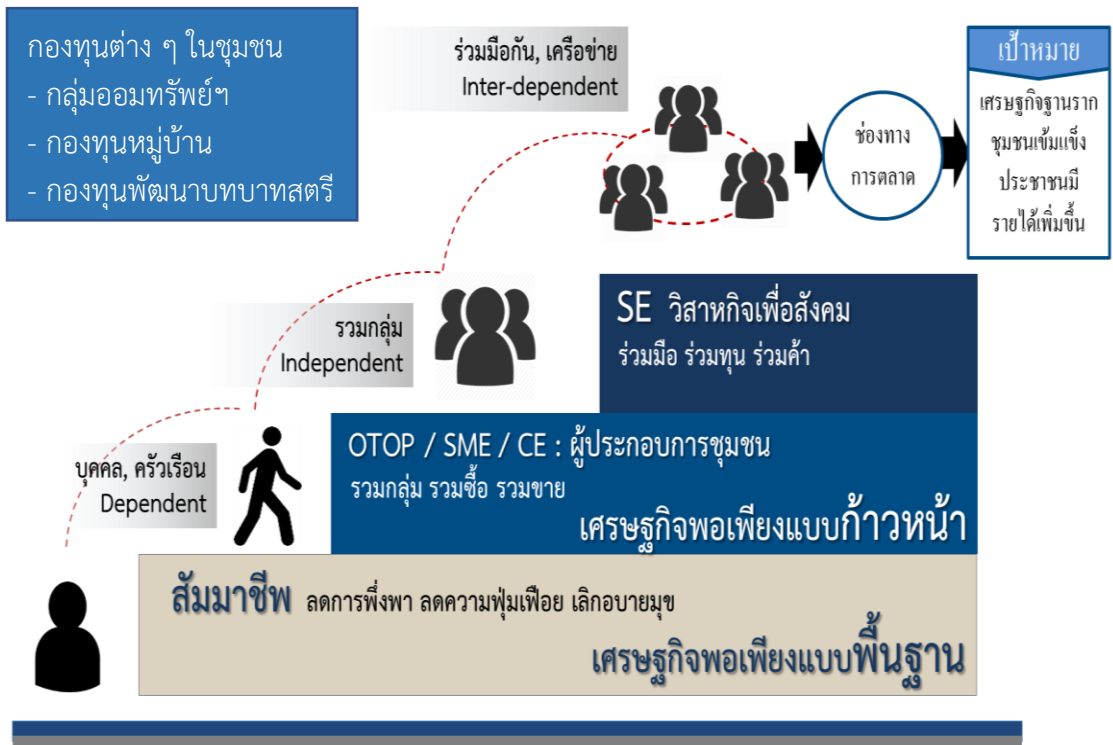 กองทุนต่าง ๆ ในชุมชน
- กลุ่มออมทรัพย์ฯ
- กองทุนหมู่บ้าน
- กองทุนพัฒนาบทบาทสตรี
ร่วมมือกัน, เครือข่าย
Inter-dependent
ช่องทาง
การตลาด
เป้าหมาย
เศรษฐกิจฐานราก
ชุมชนเข้มแข็ง
ประชาชนมี
รายได้เพิ่มขึ้น
รวมกลุ่ม
Independent
SE วิสาหกิจเพื่อสังคม
ร่วมมือ ร่วมทุน ร่วมค้า
บุคคล, ครัวเรือน
Dependent
OTOP / SME / CE : ผู้ประกอบการชุมชน
รวมกลุ่ม รวมซื้อ รวมขาย
เศรษฐกิจพอเพียงแบบก้าวหน้า
สัมมาชีพ ลดการพึ่งพา ลดความฟุ่มเฟือย เลิกอบายมุข
เศรษฐกิจพอเพียงแบบพื้นฐาน